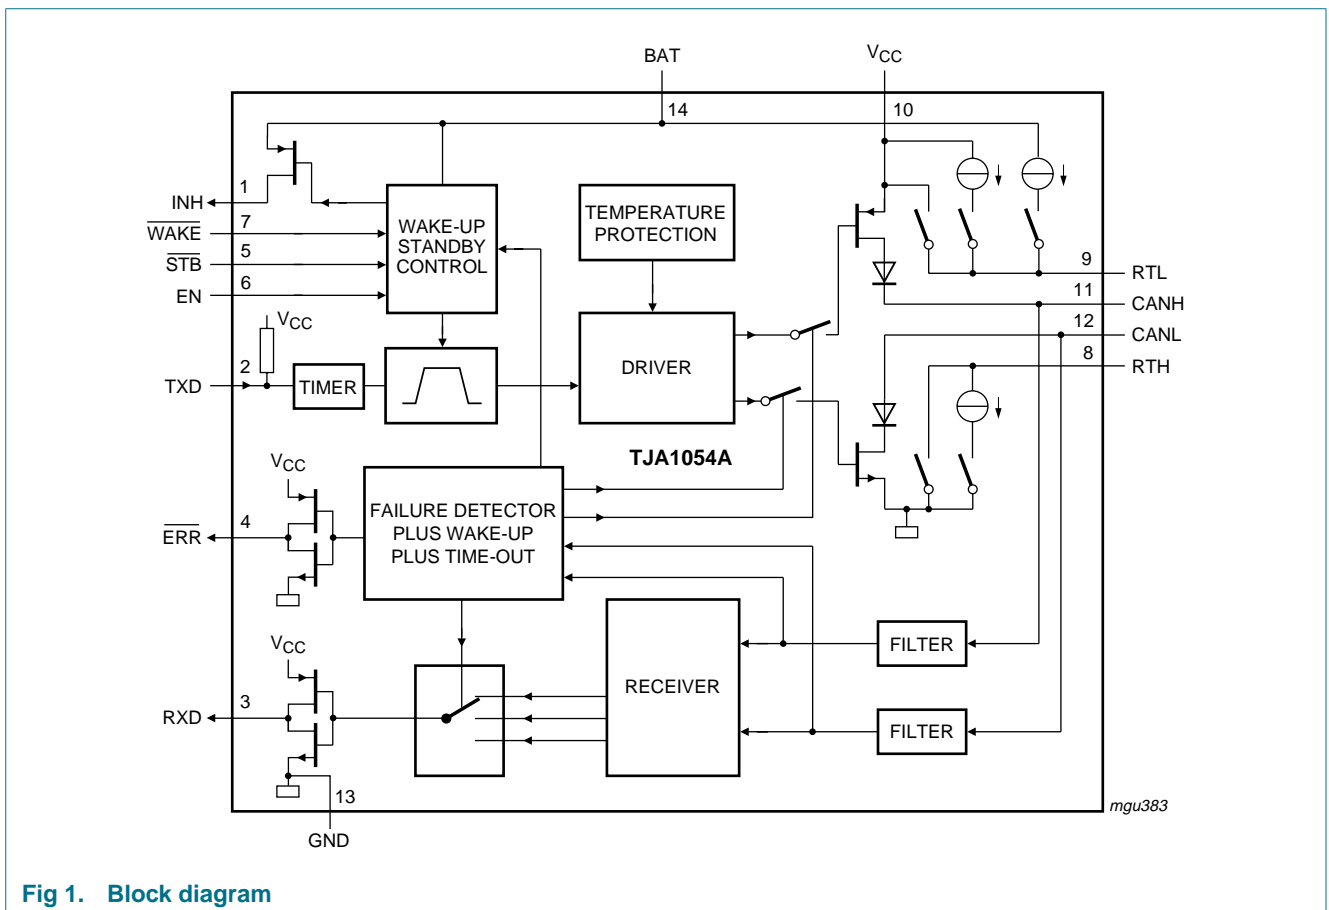 BAT
VCC
14
10
1
INH
7
WAKE
5
STB
6
EN
WAKE-UP
STANDBY
CONTROL
TEMPERATURE
PROTECTION
9
RTL
11
CANH
12
CANL
8
RTH
VCC
2
TXD
TIMER
DRIVER
TJA1054A
VCC
4
ERR
FAILURE DETECTOR
PLUS WAKE-UP
PLUS TIME-OUT
FILTER
VCC
3
RXD
RECEIVER
FILTER
13
GND
mgu383
Fig 1. Block diagram